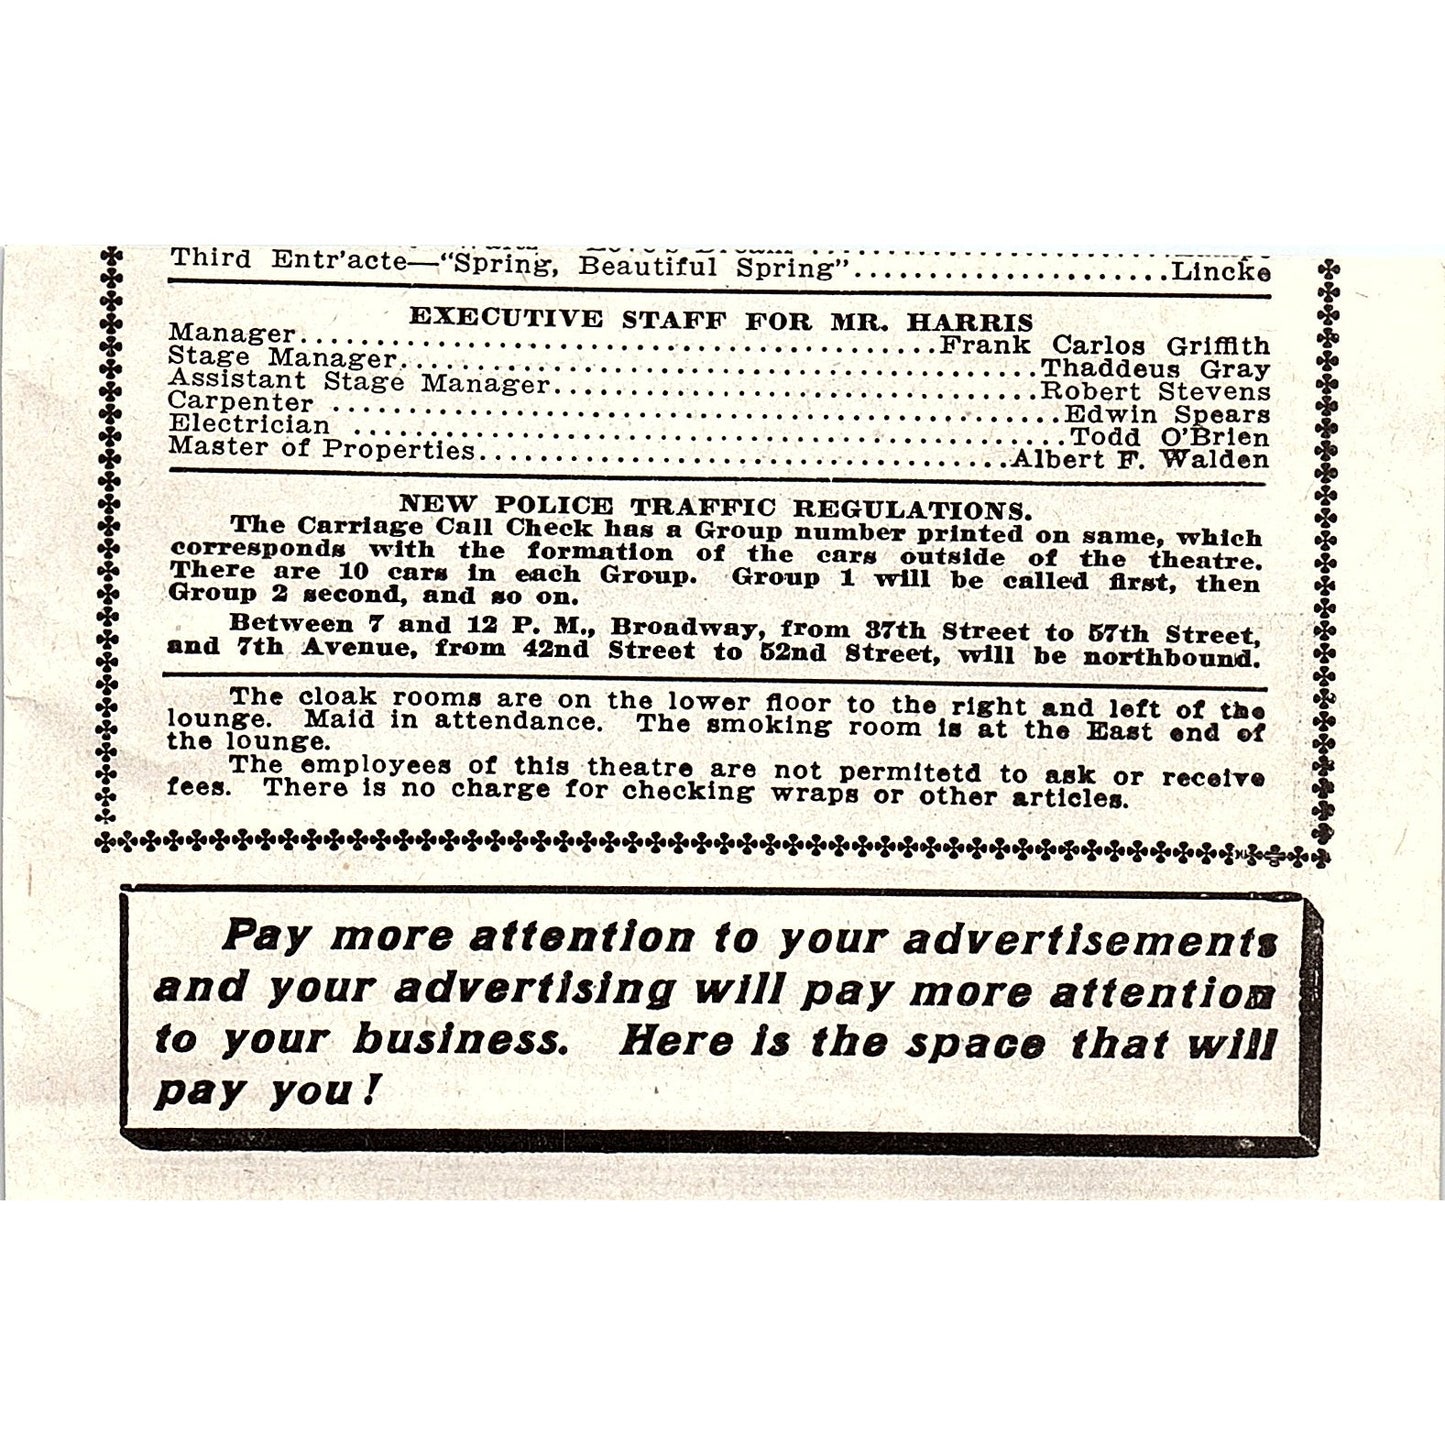 Third Entr'acte—“Spring, Beautiful Spring”......................Lincke
EXECUTIVE STAFF FOR MR. HARRIS
Manager..........................................Frank Carlos Griffith
Stage Manager..........................................Thaddeus Gray
Assistant Stage Manager................................Robert Stevens
Carpenter ................................................Edwin Spears
Electrician ...............................................Todd O'Brien
Master of Properties...................................Albert F. Walden
NEW POLICE TRAFFIC REGULATIONS.
The Carriage Call Check has a Group number printed on same, which
corresponds with the formation of the cars outside of the theatre.
There are 10 cars in each Group. Group 1 will be called first, then
Group 2 second, and so on.
Between 7 and 12 P. M., Broadway, from 37th Street to 57th Street,
and 7th Avenue, from 42nd Street to 52nd Street, will be northbound.
The cloak rooms are on the lower floor to the right and left of the
lounge. Maid in attendance. The smoking room is at the East end of
the lounge.
The employees of this theatre are not permitetd to ask or receive
fees. There is no charge for checking wraps or other articles.
Pay more attention to your advertisements
and your advertising will pay more attention
to your business. Here is the space that will
pay you!